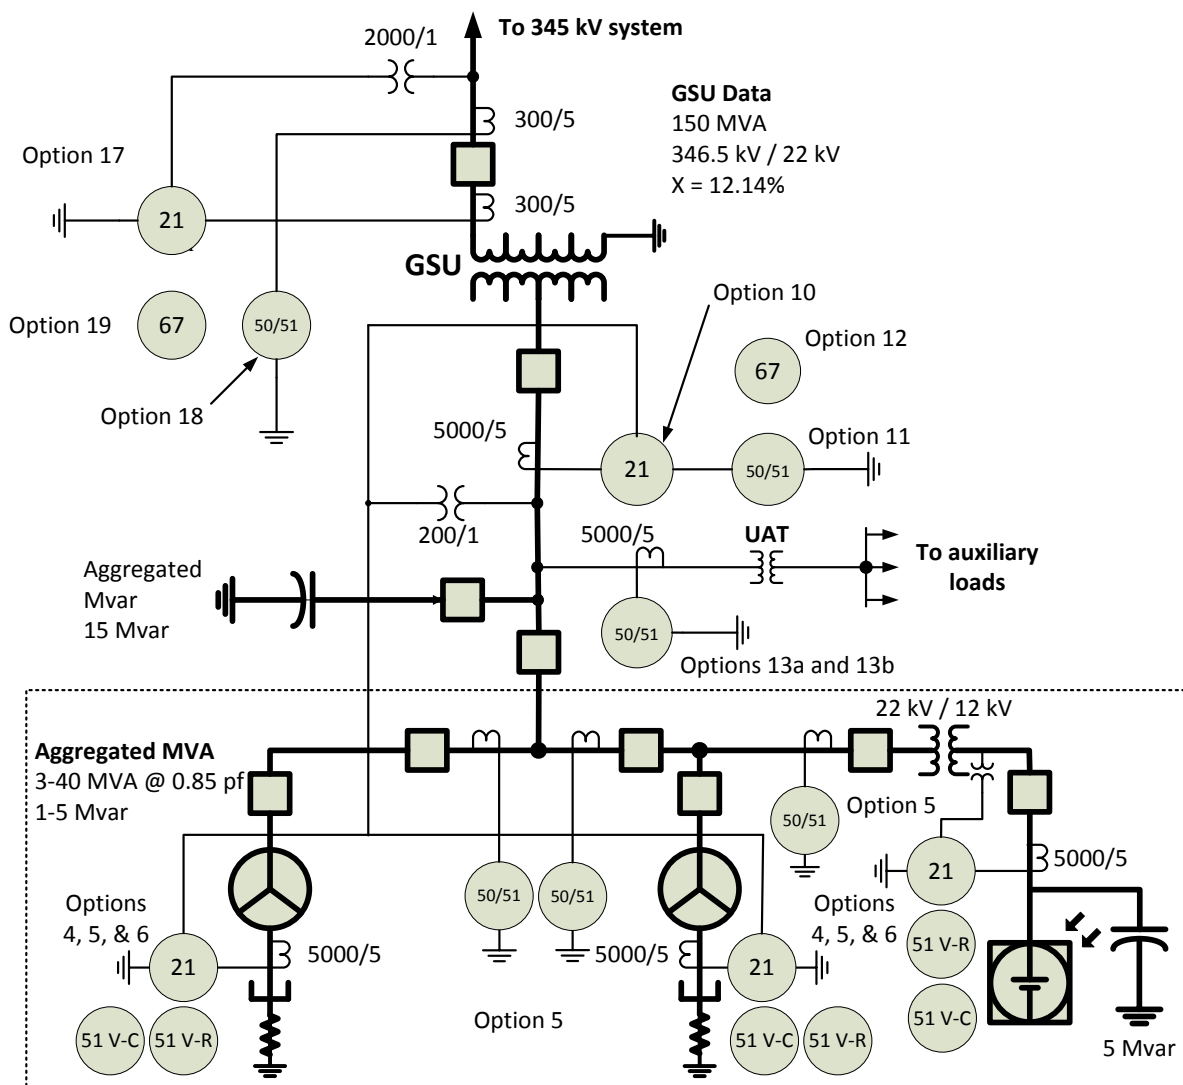 To 345 kV system
2000/1
GSU Data
150 MVA
346.5 kV / 22 kV
X = 12.14%
300/5
Option 17
300/5
21
GSU
Option 10
Option 19
67
50/51
Option 12
67
Option 18
5000/5
Option 11
21
50/51
200/1
5000/5
UAT
To auxiliary
loads
Aggregated
Mvar
15 Mvar
50/51
Options 13a and 13b
22 kV / 12 kV
Aggregated MVA
3-40 MVA @ 0.85 pf
1-5 Mvar
Option 5
50/51
5000/5
21
50/51
50/51
Options
4, 5, & 6
Options
4, 5, & 6
51 V-R
21
5000/5
5000/5
21
51 V-C
51 V-C
51 V-R
Option 5
51 V-C
51 V-R
5 Mvar